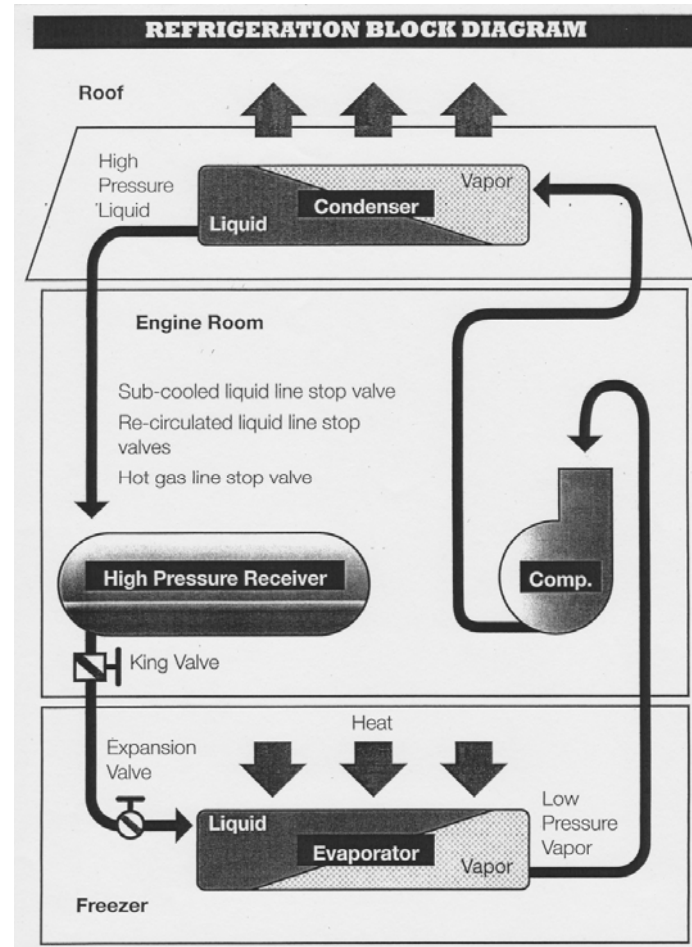 REFRIGERATION BLOCK DIAGRAM
Roof
High
Pressure
Liquid
Vapor
Condenser
Liquid
Engine Room
Sub-cooled liquid line stop valve
Re-circulated liquid line stop
valves
Hot gas line stop valve
High Pressure Receiver
Comp.
King Valve
Heat
Expansion
Valve
Liquid
Evaporator
Vapor
Low
Pressure
Vapor
Freezer